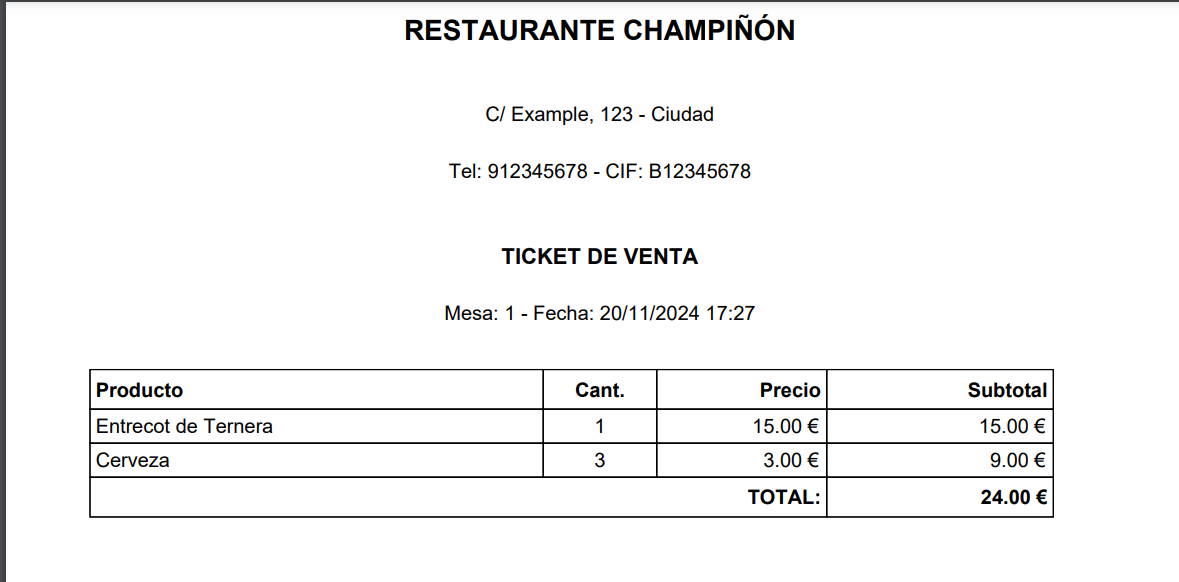 RESTAURANTE CHAMPIÑÓN
C/ Example, 123 - Ciudad
Tel: 912345678 - CIF: B12345678
TICKET DE VENTA
Mesa: 1 - Fecha: 20/11/2024 17:27
Producto Cant. Precio Subtotal
Entrecot de Ternera 1 15.00 € 15.00 €
Cerveza 3 3.00 € 9.00 €
TOTAL: 24.00 €